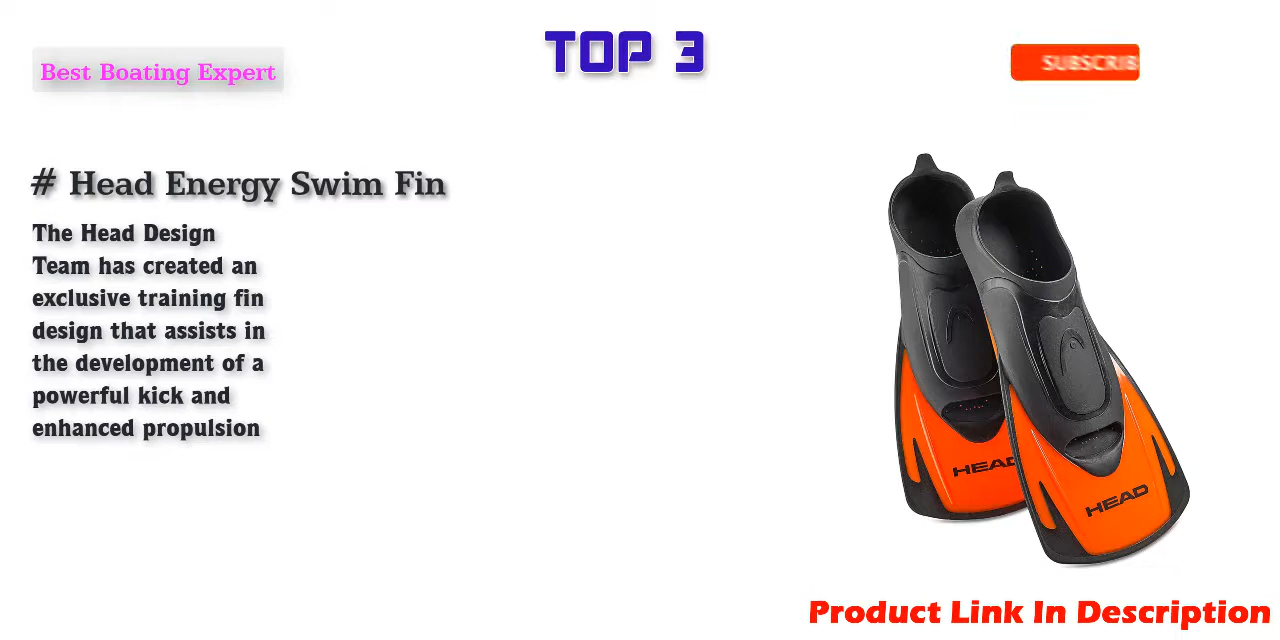 TOP 3
Best Boating Expert
SUBSCRIB
# Head Energy Swim Fin
The Head Design
Team has created an
exclusive training fin
design that assists in
the development of a
powerful kick and
enhanced propulsion
HEAD
HEAD
Product Link In Description